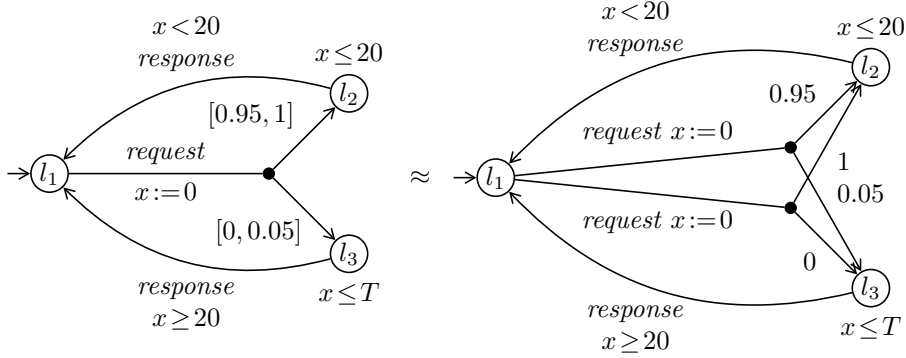 x < 20
response
x ≤ 20
l₂
[0.95, 1]
request
l₁
x := 0
[0, 0.05]
l₃
response
x ≤ T
x ≥ 20
≈
x < 20
response
x ≤ 20
l₂
0.95
request x := 0
l₁
1
0.05
request x := 0
0
l₃
response
x ≤ T
x ≥ 20